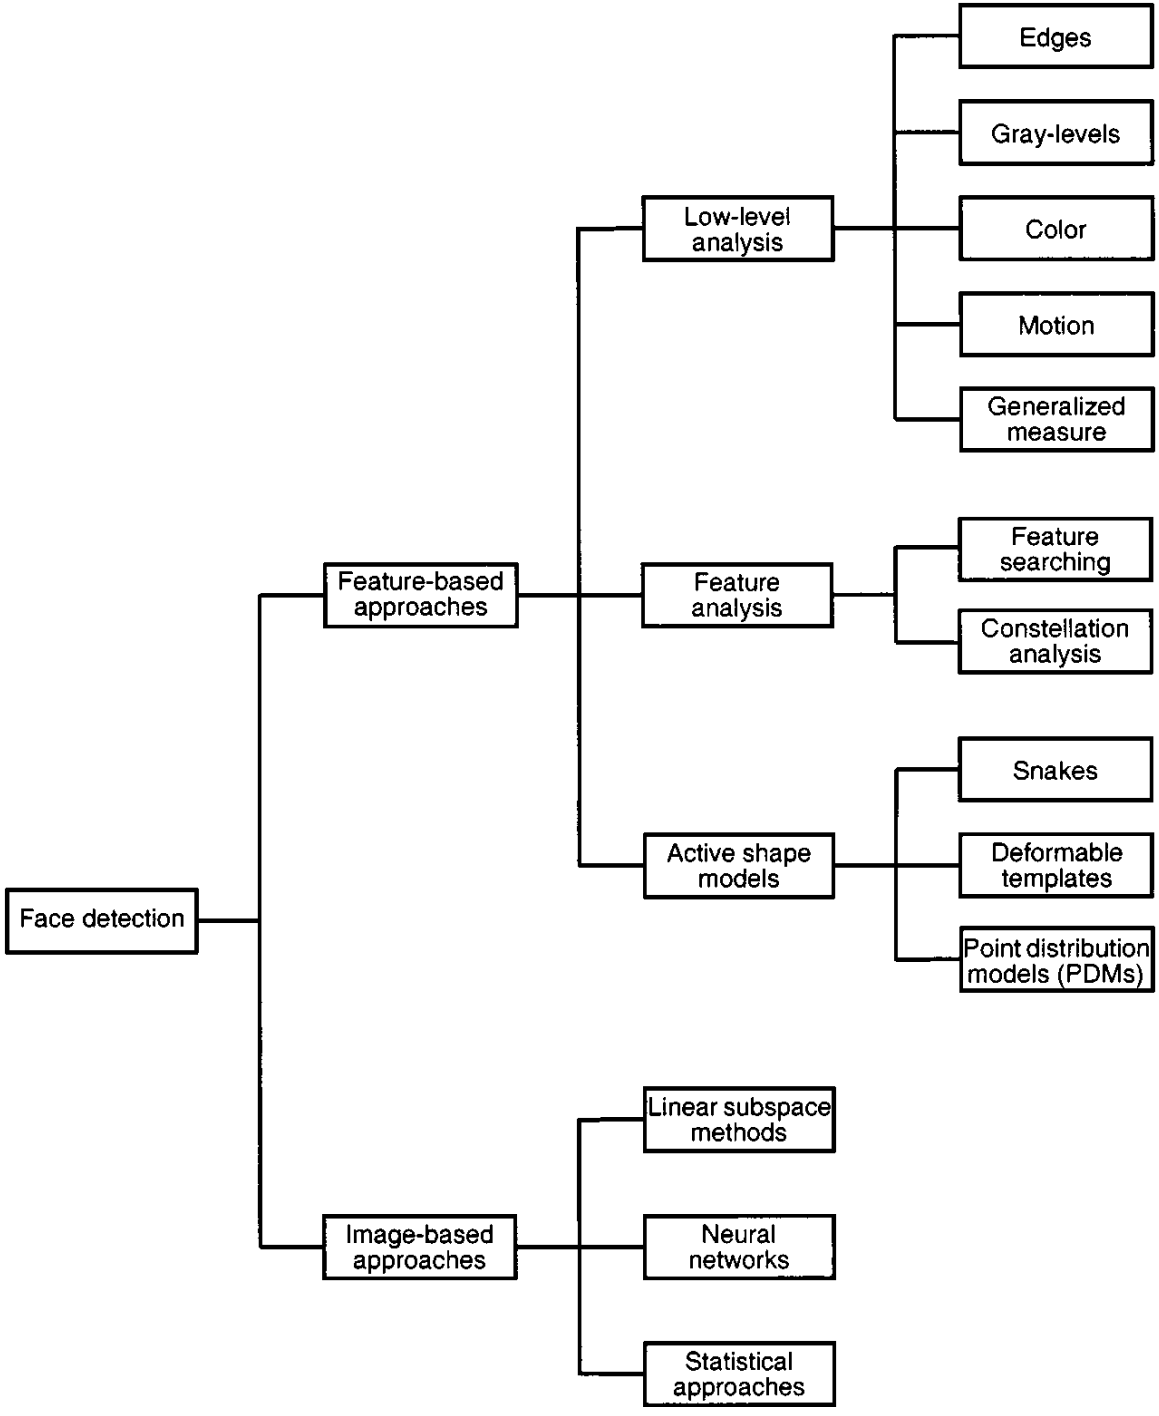 Edges
Gray-levels
Low-level
analysis
Color
Motion
Generalized
measure
Feature
searching
Feature-based
approaches
Feature
analysis
Constellation
analysis
Snakes
Active shape
models
Deformable
templates
Face detection
Point distribution
models (PDMs)
Linear subspace
methods
Image-based
approaches
Neural
networks
Statistical
approaches